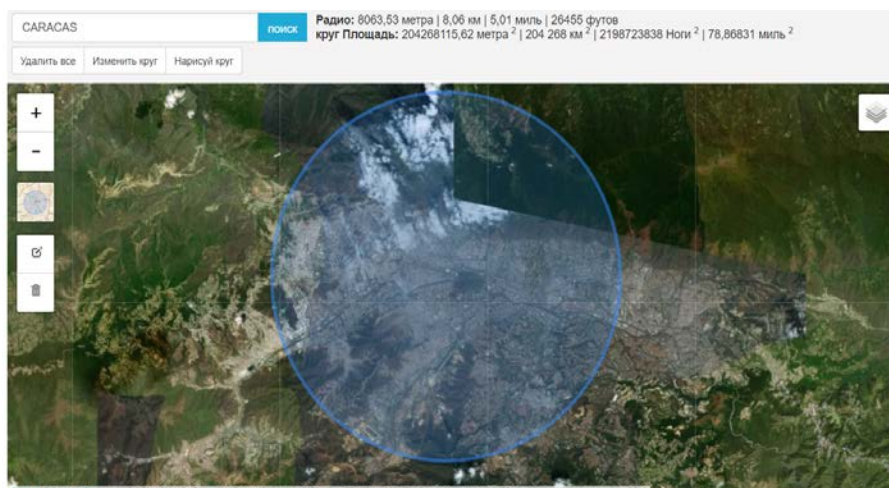 CARACAS
поиск
Радио: 8063,53 метра | 8,06 км | 5,01 миль | 26455 футов
круг Площадь: 204268115,62 метра ² | 204 268 км ² | 2198723838 Ноги ² | 78,86831 миль ²
Удалить все Изменить круг Нарисуй круг
+
-